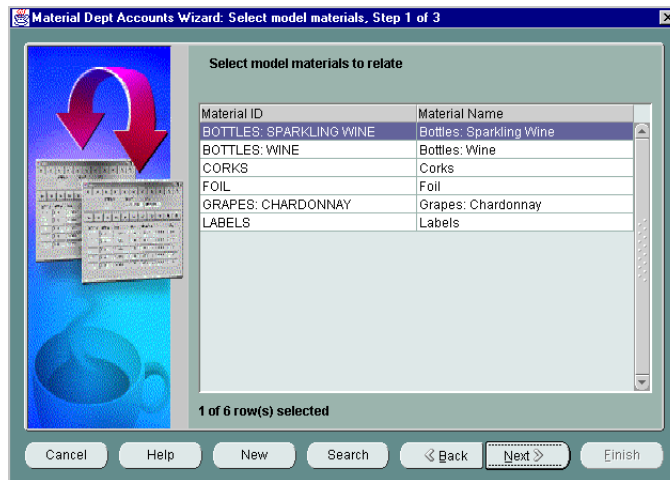 Material Dept Accounts Wizard: Select model materials, Step 1 of 3
Select model materials to relate
Material ID Material Name
BOTTLES: SPARKLING WINE Bottles: Sparkling Wine
BOTTLES: WINE Bottles: Wine
CORKS Corks
FOIL Foil
GRAPES: CHARDONNAY Grapes: Chardonnay
LABELS Labels
1 of 6 row(s) selected
Cancel Help New Search Back Next Finish